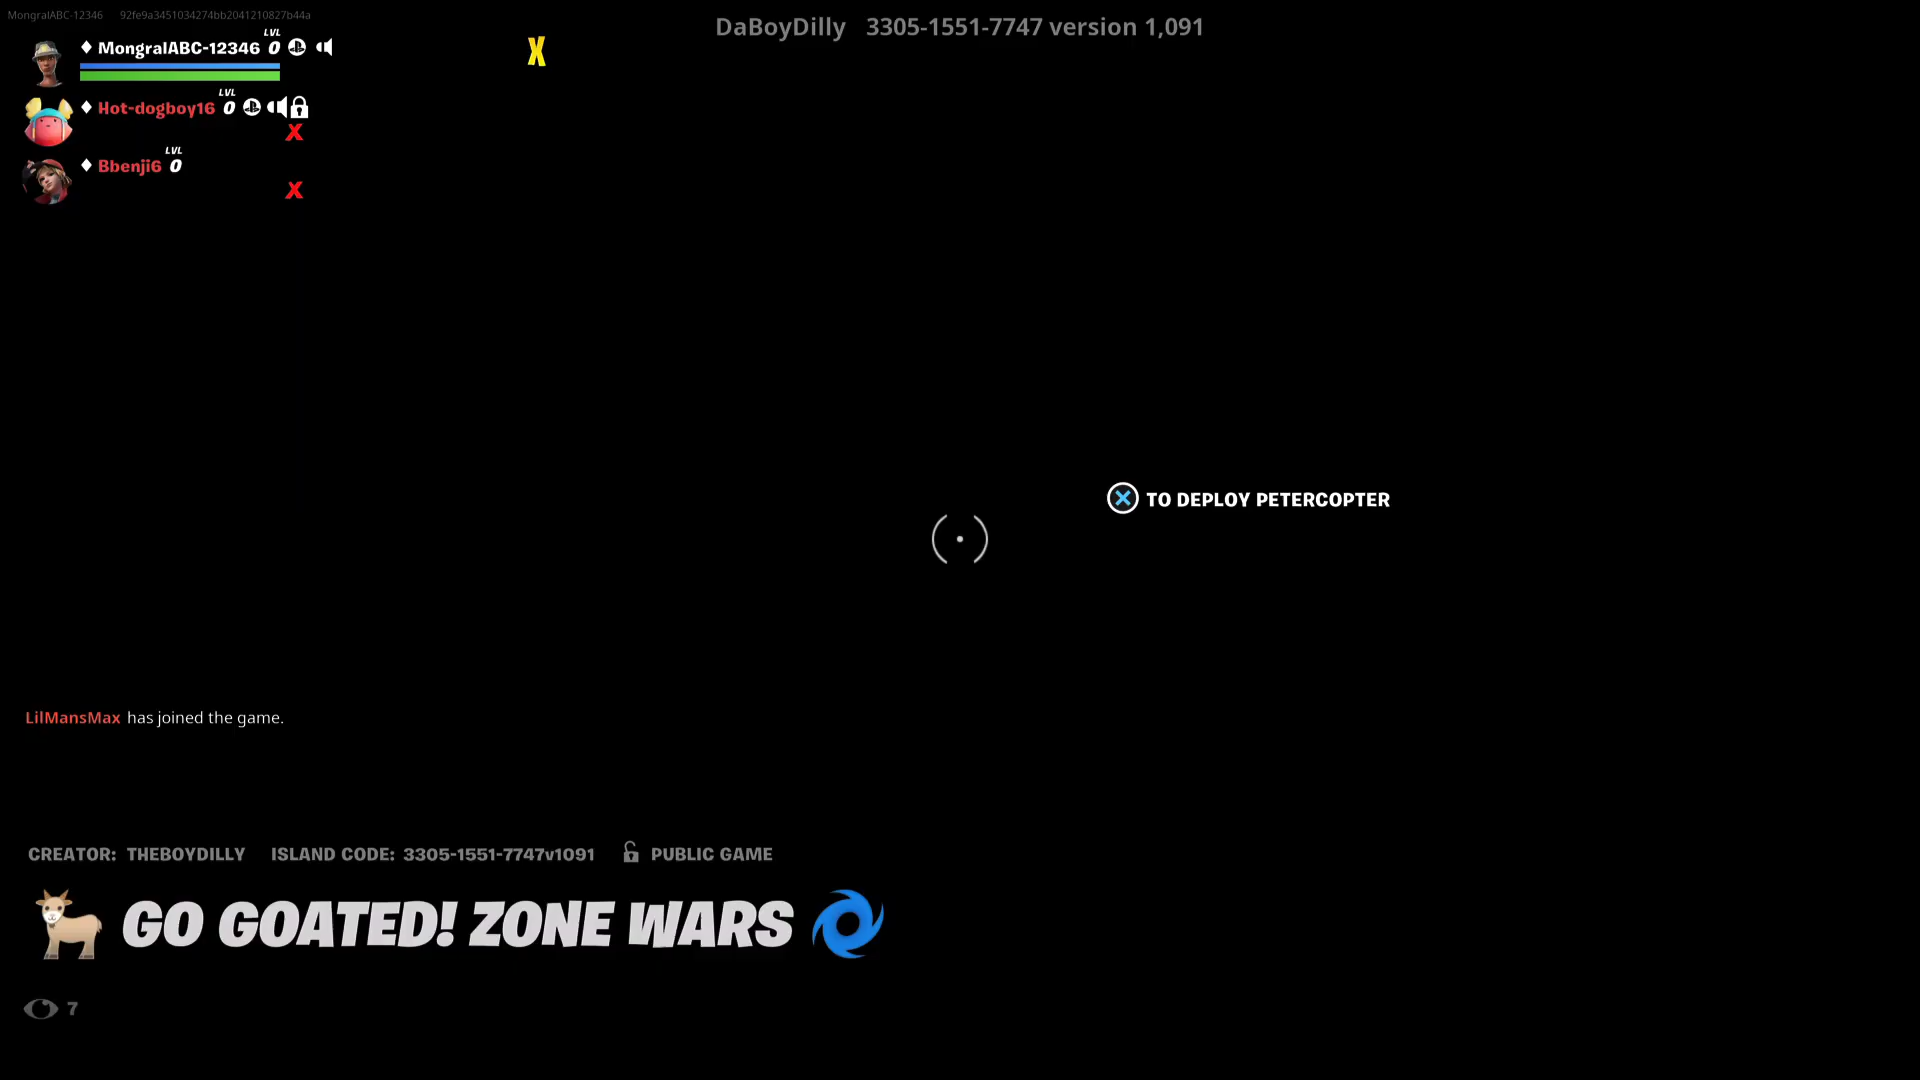 MongralABC-12346 92fe9a3451034274bb2041210827b44a
DaBoyDilly 3305-1551-7747 version 1,091
LVL
MongralABC-12346 0
X
LVL
Hot-dogboy16 0
X
LVL
Bbenji6 0
X
TO DEPLOY PETERCOPTER
LilMansMax has joined the game.
CREATOR: THEBOYDILLY ISLAND CODE: 3305-1551-7747v1091 PUBLIC GAME
GO GOATED! ZONE WARS
7